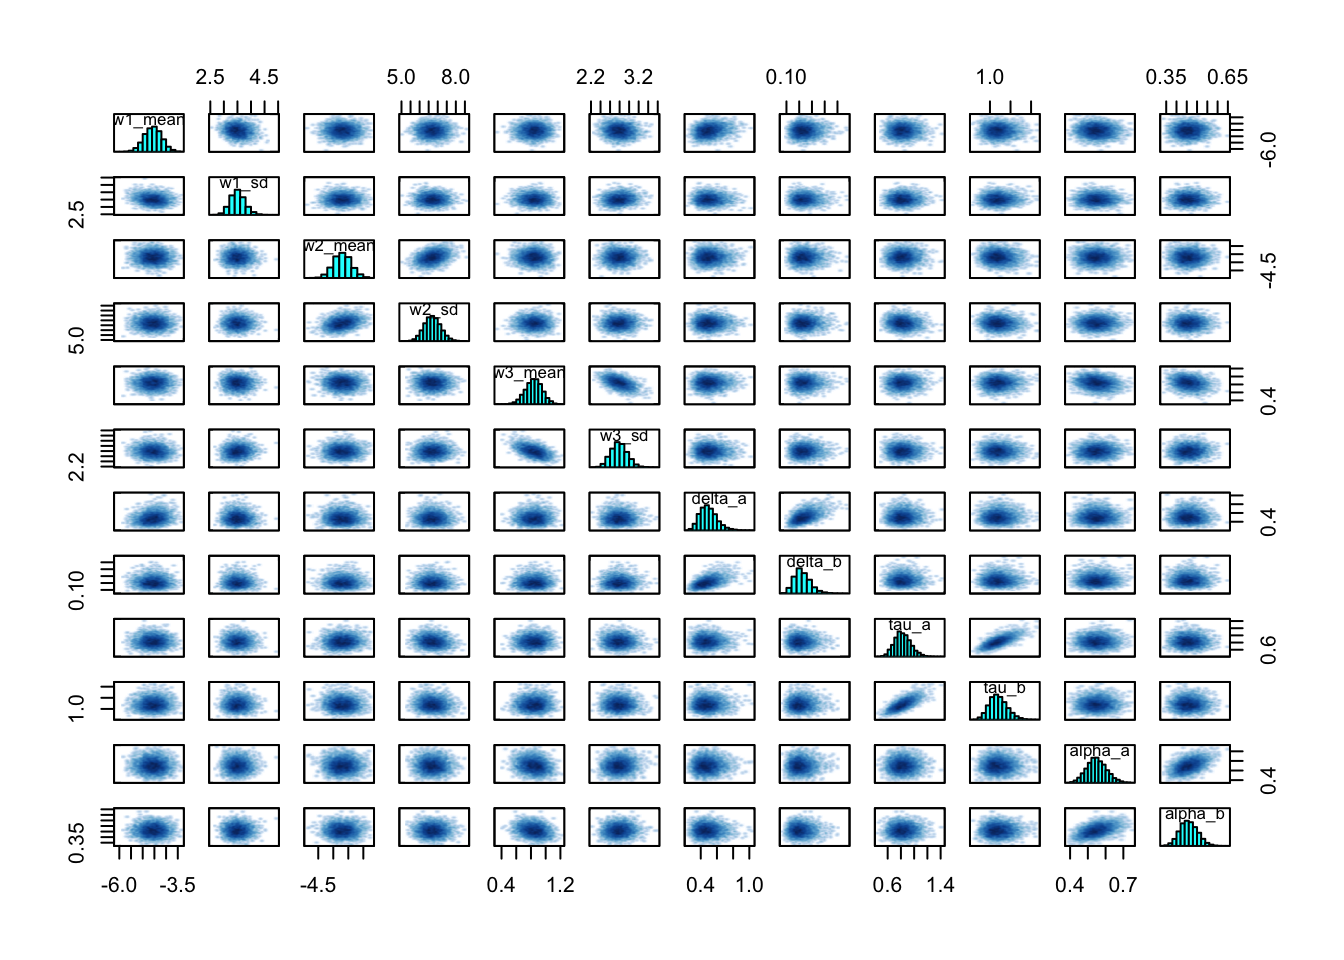 2.5 4.5 5.0 8.0 2.2 3.2 0.10 1.0 0.35 0.65
w1_mean
-6.0
w1_sd
2.5
w2_mean
-4.5
w2_sd
5.0
w3_mean
0.4
w3_sd
2.2
delta_a
0.4
delta_b
0.10
tau_a
0.6
tau_b
1.0
alpha_a
0.4
alpha_b
0.35
-6.0 -3.5 -4.5 0.4 1.2 0.4 1.0 0.6 1.4 0.4 0.7